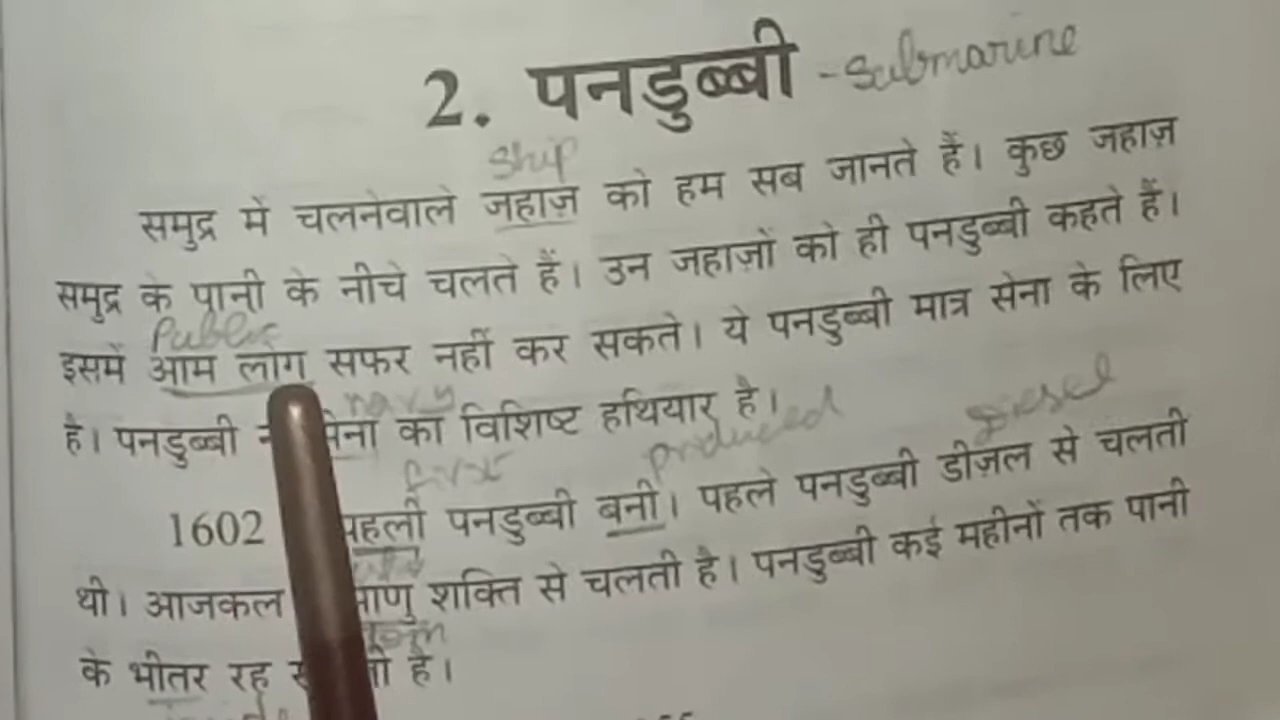 2. पनडुब्बी - Submarine
ship
समुद्र में चलनेवाले जहाज़ को हम सब जानते हैं। कुछ जहाज़
समुद्र के पानी के नीचे चलते हैं। उन जहाज़ों को ही पनडुब्बी कहते हैं।
Public
इसमें आम लोग सफर नहीं कर सकते। ये पनडुब्बी मात्र सेना के लिए
navy
है। पनडुब्बी का विशिष्ट हथियार है।
first produced Diesel
1602 पहली पनडुब्बी बनी। पहले पनडुब्बी डीज़ल से चलती
थी। आजकल शक्ति से चलती है। पनडुब्बी कई महीनों तक पानी
के भीतर रह है।